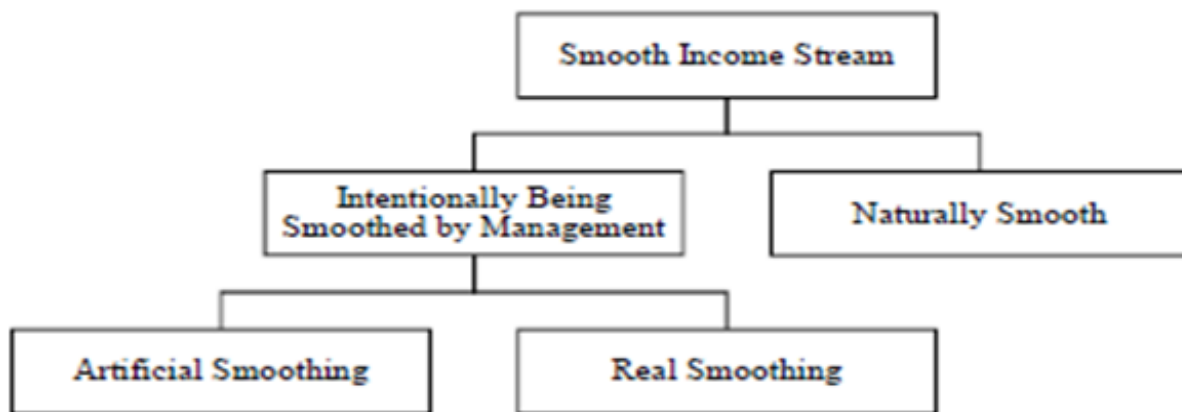 Smooth Income Stream
Intentionally Being
Smoothed by Management
Naturally Smooth
Artificial Smoothing
Real Smoothing